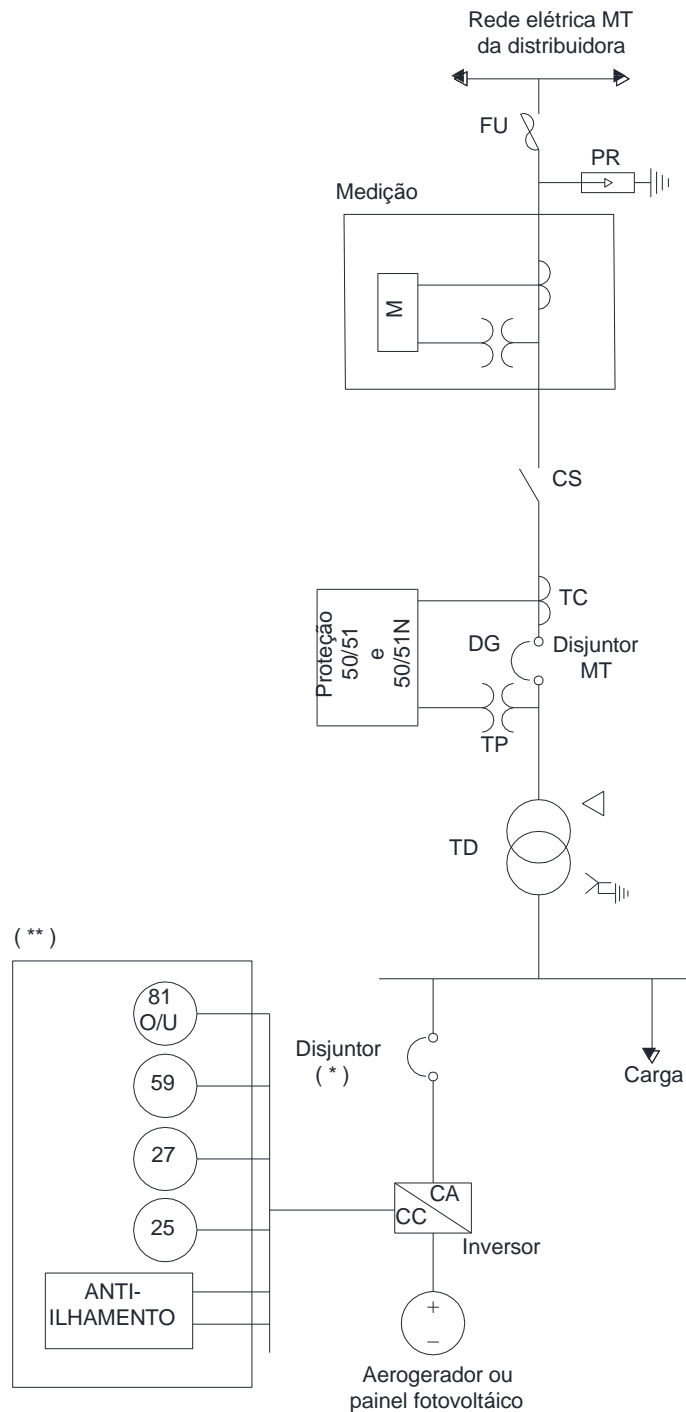 Rede elétrica MT
da distribuidora
FU
PR
Medição
M
CS
Proteção
50/51
e
50/51N
TC
DG
Disjuntor
MT
TP
TD
( ** )
81
O/U
59
27
25
ANTI-
ILHAMENTO
Disjuntor
( * )
Carga
CA
CC
Inversor
+
–
Aerogerador ou
painel fotovoltáico